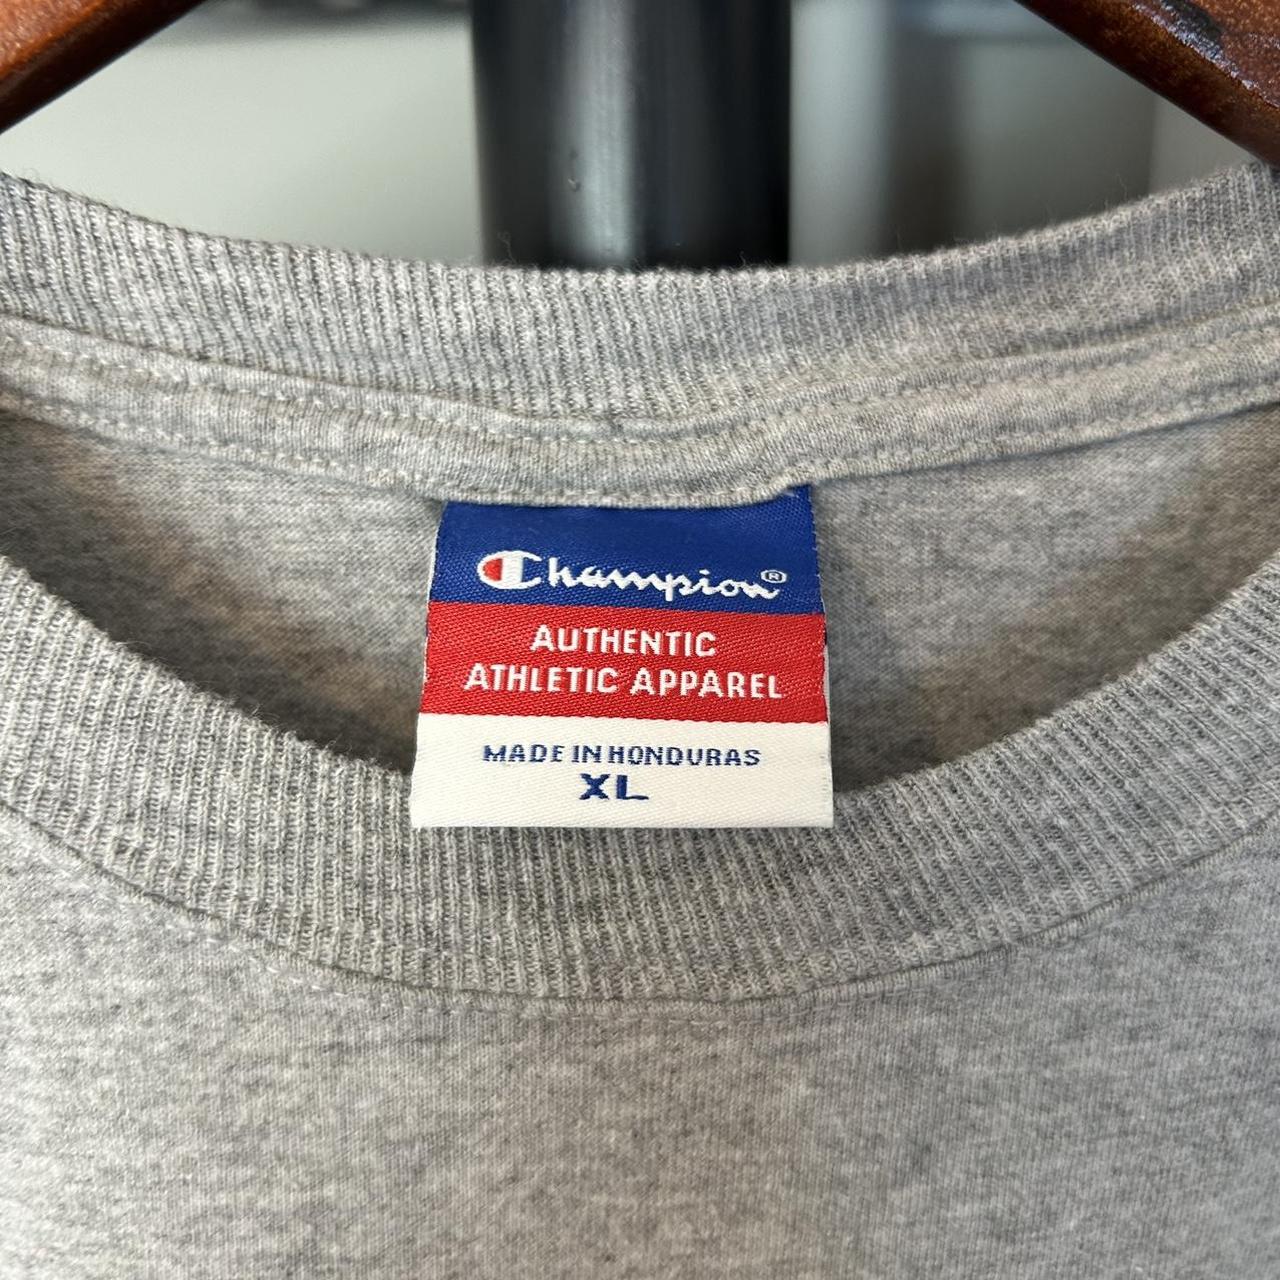 Champion®
AUTHENTIC
ATHLETIC APPAREL
MADE IN HONDURAS
XL